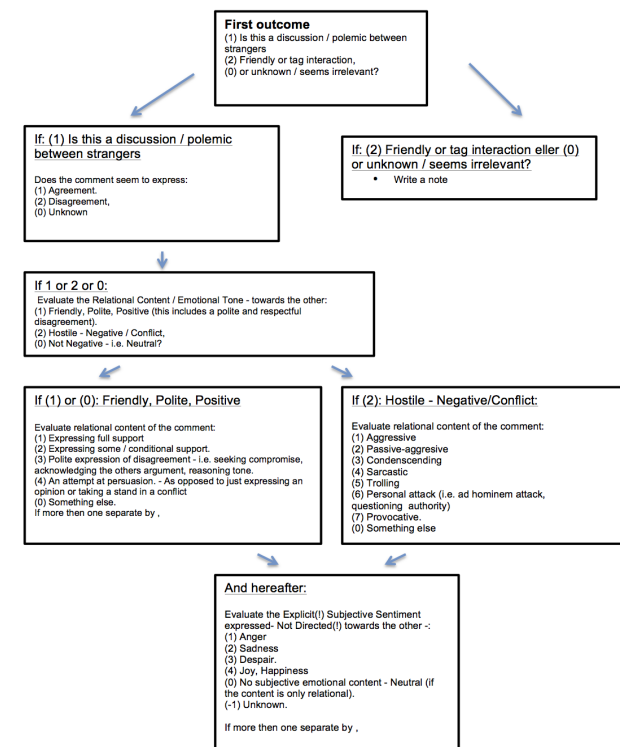 First outcome
(1) Is this a discussion / polemic between
strangers
(2) Friendly or tag interaction,
(0) or unknown / seems irrelevant?
If: (1) Is this a discussion / polemic
between strangers
Does the comment seem to express:
(1) Agreement.
(2) Disagreement,
(0) Unknown
If: (2) Friendly or tag interaction eller (0)
or unknown / seems irrelevant?
• Write a note
If 1 or 2 or 0:
Evaluate the Relational Content / Emotional Tone - towards the other:
(1) Friendly, Polite, Positive (this includes a polite and respectful
disagreement).
(2) Hostile - Negative / Conflict,
(0) Not Negative - i.e. Neutral?
If (1) or (0): Friendly, Polite, Positive
Evaluate relational content of the comment:
(1) Expressing full support
(2) Expressing some / conditional support.
(3) Polite expression of disagreement - i.e. seeking compromise,
acknowledging the others argument, reasoning tone.
(4) An attempt at persuasion. - As opposed to just expressing an
opinion or taking a stand in a conflict
(0) Something else.
If more then one separate by ,
If (2): Hostile - Negative/Conflict:
Evaluate relational content of the comment:
(1) Aggressive
(2) Passive-aggresive
(3) Condenscending
(4) Sarcastic
(5) Trolling
(6) Personal attack (i.e. ad hominem attack,
questioning authority)
(7) Provocative.
(0) Something else
And hereafter:
Evaluate the Explicit(!) Subjective Sentiment
expressed- Not Directed(!) towards the other -:
(1) Anger
(2) Sadness
(3) Despair.
(4) Joy, Happiness
(0) No subjective emotional content - Neutral (if
the content is only relational).
(-1) Unknown.
If more then one separate by ,